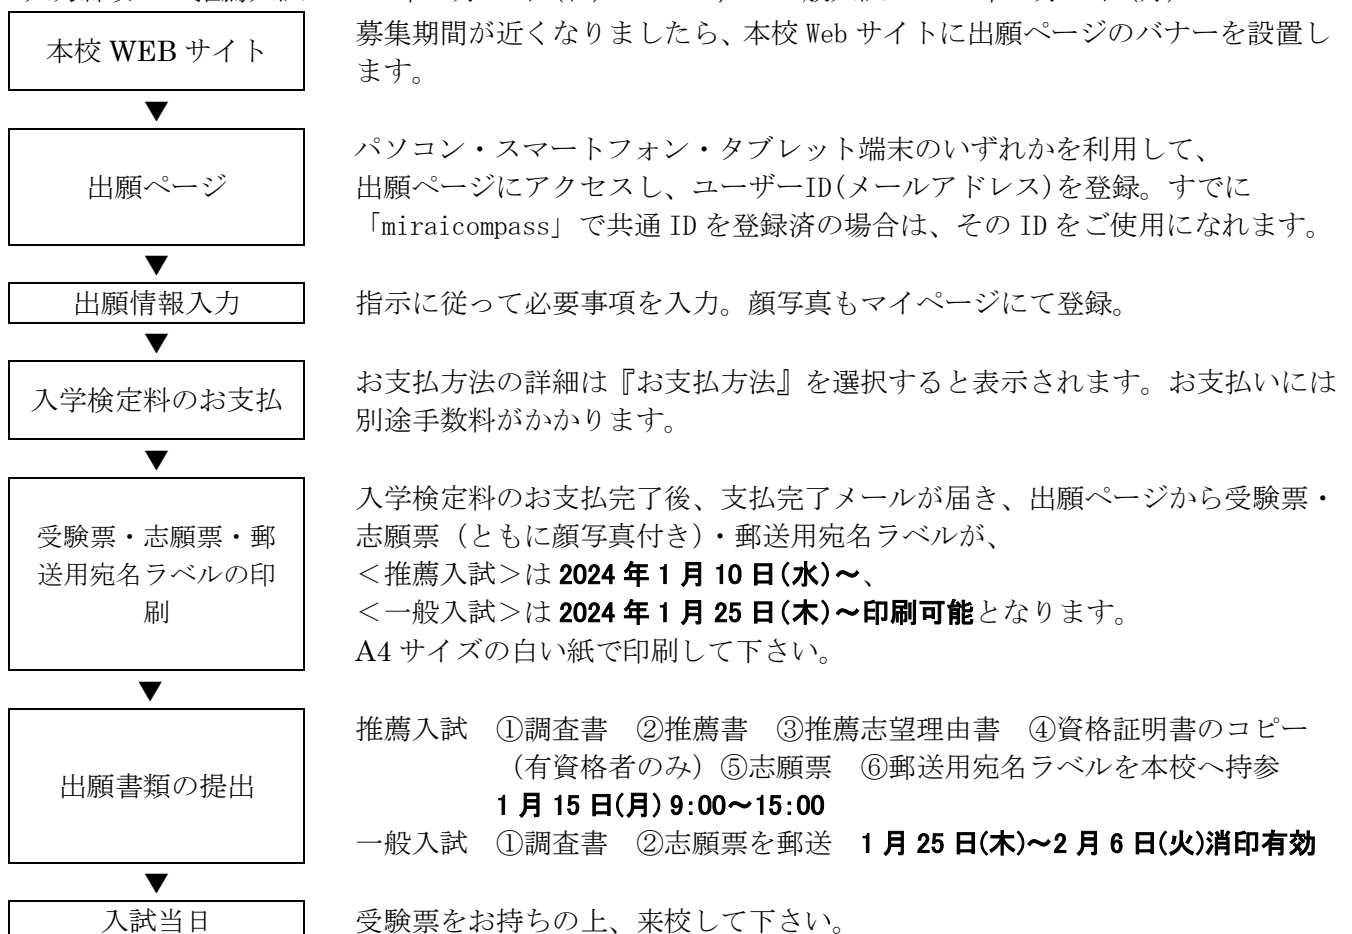 本校 WEB サイト
募集期間が近くなりましたら、本校 Web サイトに出願ページのバナーを設置し
ます。
▼
出願ページ
パソコン・スマートフォン・タブレット端末のいずれかを利用して、
出願ページにアクセスし、ユーザーID(メールアドレス)を登録。すでに
「miraicompass」で共通 ID を登録済の場合は、その ID をご使用になれます。
▼
出願情報入力
指示に従って必要事項を入力。顔写真もマイページにて登録。
▼
入学検定料のお支払
お支払方法の詳細は『お支払方法』を選択すると表示されます。お支払いには
別途手数料がかかります。
▼
受験票・志願票・郵
送用宛名ラベルの印
刷
入学検定料のお支払完了後、支払完了メールが届き、出願ページから受験票・
志願票（ともに顔写真付き）・郵送用宛名ラベルが、
＜推薦入試＞は 2024 年 1 月 10 日(水)～、
＜一般入試＞は 2024 年 1 月 25 日(木)～印刷可能となります。
A4 サイズの白い紙で印刷して下さい。
▼
出願書類の提出
推薦入試　①調査書　②推薦書　③推薦志望理由書　④資格証明書のコピー
（有資格者のみ）⑤志願票　⑥郵送用宛名ラベルを本校へ持参
1 月 15 日(月) 9:00～15:00
一般入試　①調査書　②志願票を郵送　1 月 25 日(木)～2 月 6 日(火)消印有効
▼
入試当日
受験票をお持ちの上、来校して下さい。